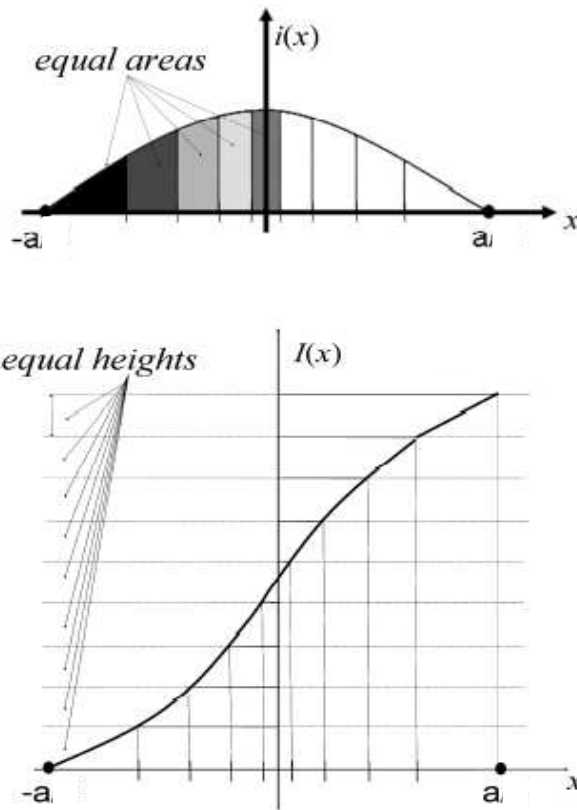 i(x)
equal areas
-a
a
x
equal heights
I(x)
-a
a
x